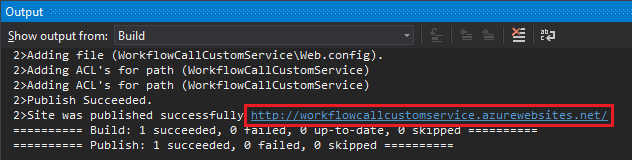 Output
Show output from: Build
2>Adding file (WorkflowCallCustomService\Web.config).
2>Adding ACL's for path (WorkflowCallCustomService)
2>Adding ACL's for path (WorkflowCallCustomService)
2>Publish Succeeded.
2>Site was published successfully http://workflowcallcustomservice.azurewebsites.net/
========== Build: 1 succeeded, 0 failed, 0 up-to-date, 0 skipped ==========
========== Publish: 1 succeeded, 0 failed, 0 skipped ==========